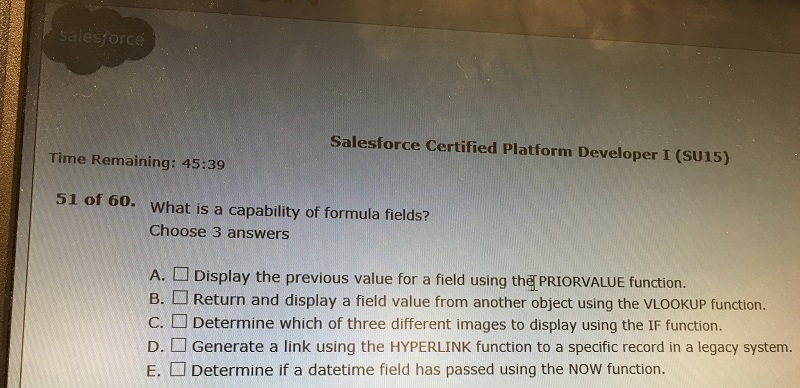 salesforce
Salesforce Certified Platform Developer I (SU15)
Time Remaining: 45:39
51 of 60. What is a capability of formula fields?
Choose 3 answers
A. Display the previous value for a field using the PRIORVALUE function.
B. Return and display a field value from another object using the VLOOKUP function.
C. Determine which of three different images to display using the IF function.
D. Generate a link using the HYPERLINK function to a specific record in a legacy system.
E. Determine if a datetime field has passed using the NOW function.